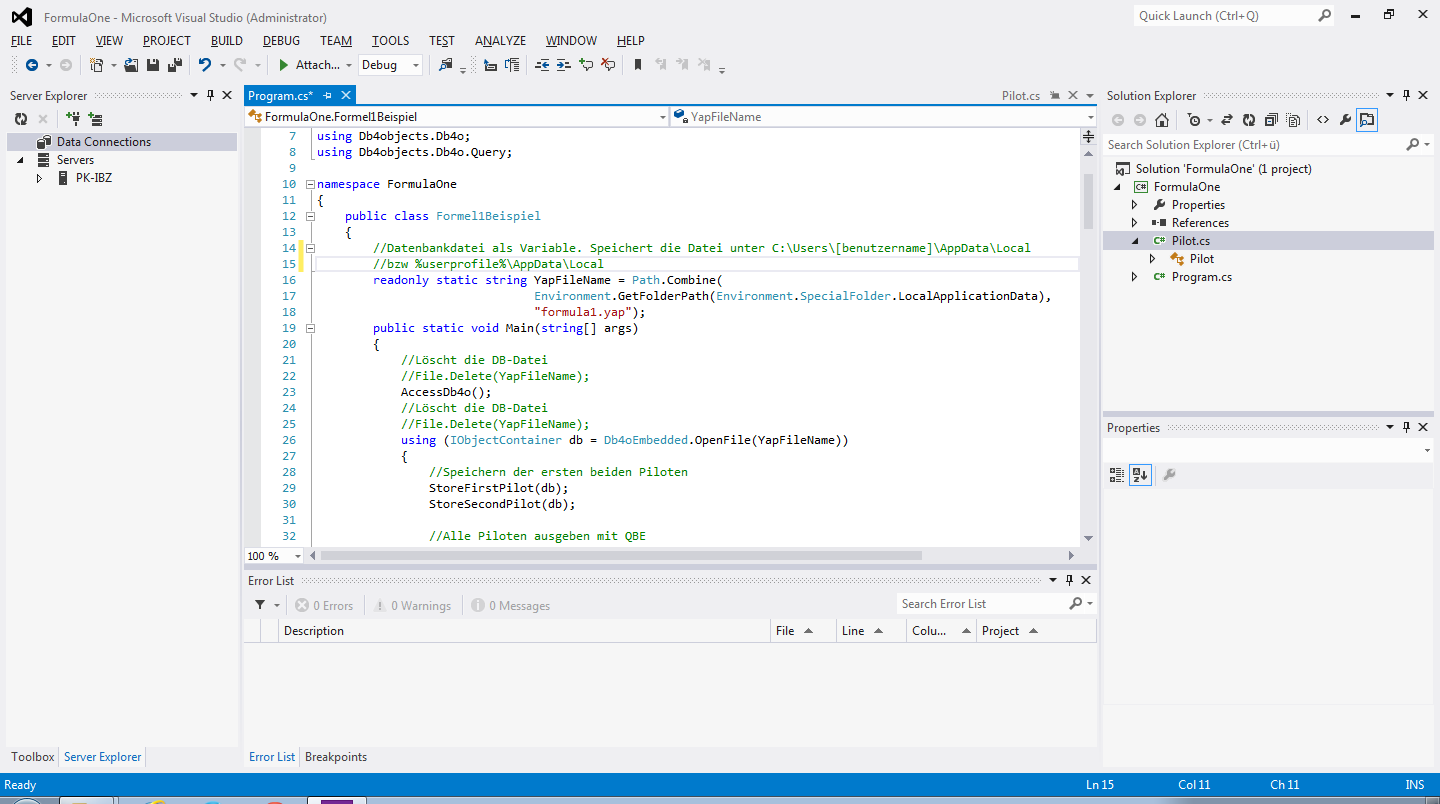 FormulaOne - Microsoft Visual Studio (Administrator)
Quick Launch (Ctrl+Q)
FILE EDIT VIEW PROJECT BUILD DEBUG TEAM TOOLS TEST ANALYZE WINDOW HELP
Attach... Debug
Server Explorer
Data Connections
Servers
PK-IBZ
Program.cs*
Pilot.cs
FormulaOne.Formel1Beispiel
YapFileName
7 using Db4objects.Db4o;
8 using Db4objects.Db4o.Query;
9
10 namespace FormulaOne
11 {
12 public class Formel1Beispiel
13 {
14 //Datenbankdatei als Variable. Speichert die Datei unter C:\Users\[benutzername]\AppData\Local
15 //bzw %userprofile%\AppData\Local
16 readonly static string YapFileName = Path.Combine(
17 Environment.GetFolderPath(Environment.SpecialFolder.LocalApplicationData),
18 "formula1.yap");
19 public static void Main(string[] args)
20 {
21 //Löscht die DB-Datei
22 //File.Delete(YapFileName);
23 AccessDb4o();
24 //Löscht die DB-Datei
25 //File.Delete(YapFileName);
26 using (IObjectContainer db = Db4oEmbedded.OpenFile(YapFileName))
27 {
28 //Speichern der ersten beiden Piloten
29 StoreFirstPilot(db);
30 StoreSecondPilot(db);
31
32 //Alle Piloten ausgeben mit QBE
100 %
Error List
0 Errors 0 Warnings 0 Messages
Search Error List
Description File Line Colu... Project
Solution Explorer
Search Solution Explorer (Ctrl+ü)
Solution 'FormulaOne' (1 project)
FormulaOne
Properties
References
Pilot.cs
Pilot
Program.cs
Properties
Toolbox Server Explorer
Error List Breakpoints
Ready
Ln 15 Col 11 Ch 11 INS